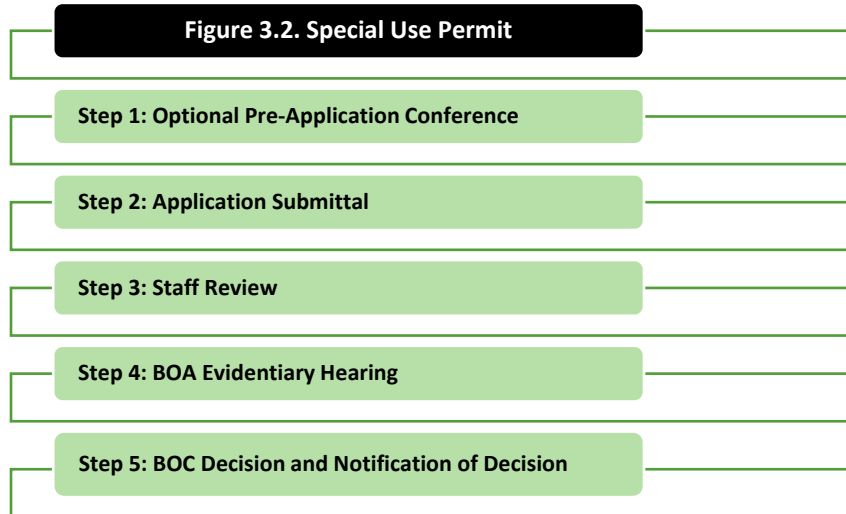 Figure 3.2. Special Use Permit
Step 1: Optional Pre-Application Conference
Step 2: Application Submittal
Step 3: Staff Review
Step 4: BOA Evidentiary Hearing
Step 5: BOC Decision and Notification of Decision